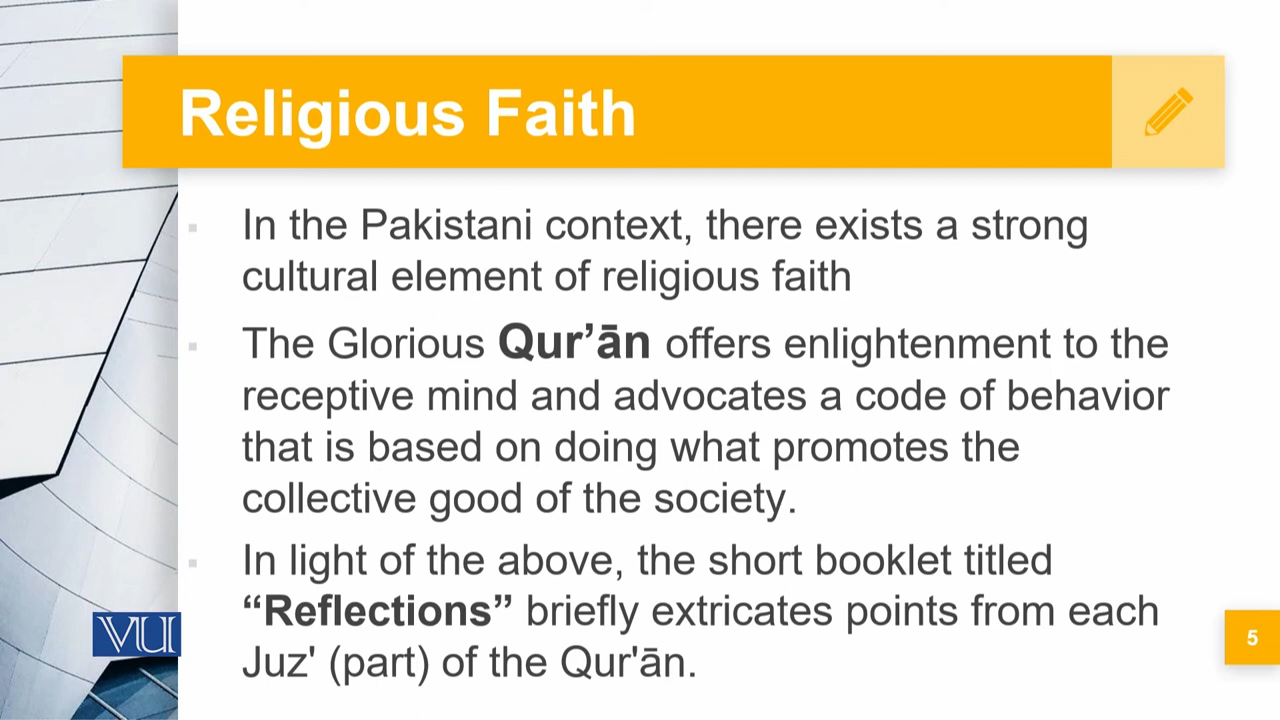 Religious Faith
In the Pakistani context, there exists a strong
cultural element of religious faith
The Glorious Qur’ān offers enlightenment to the
receptive mind and advocates a code of behavior
that is based on doing what promotes the
collective good of the society.
In light of the above, the short booklet titled
“Reflections” briefly extricates points from each
Juz' (part) of the Qur'ān.
VU
5